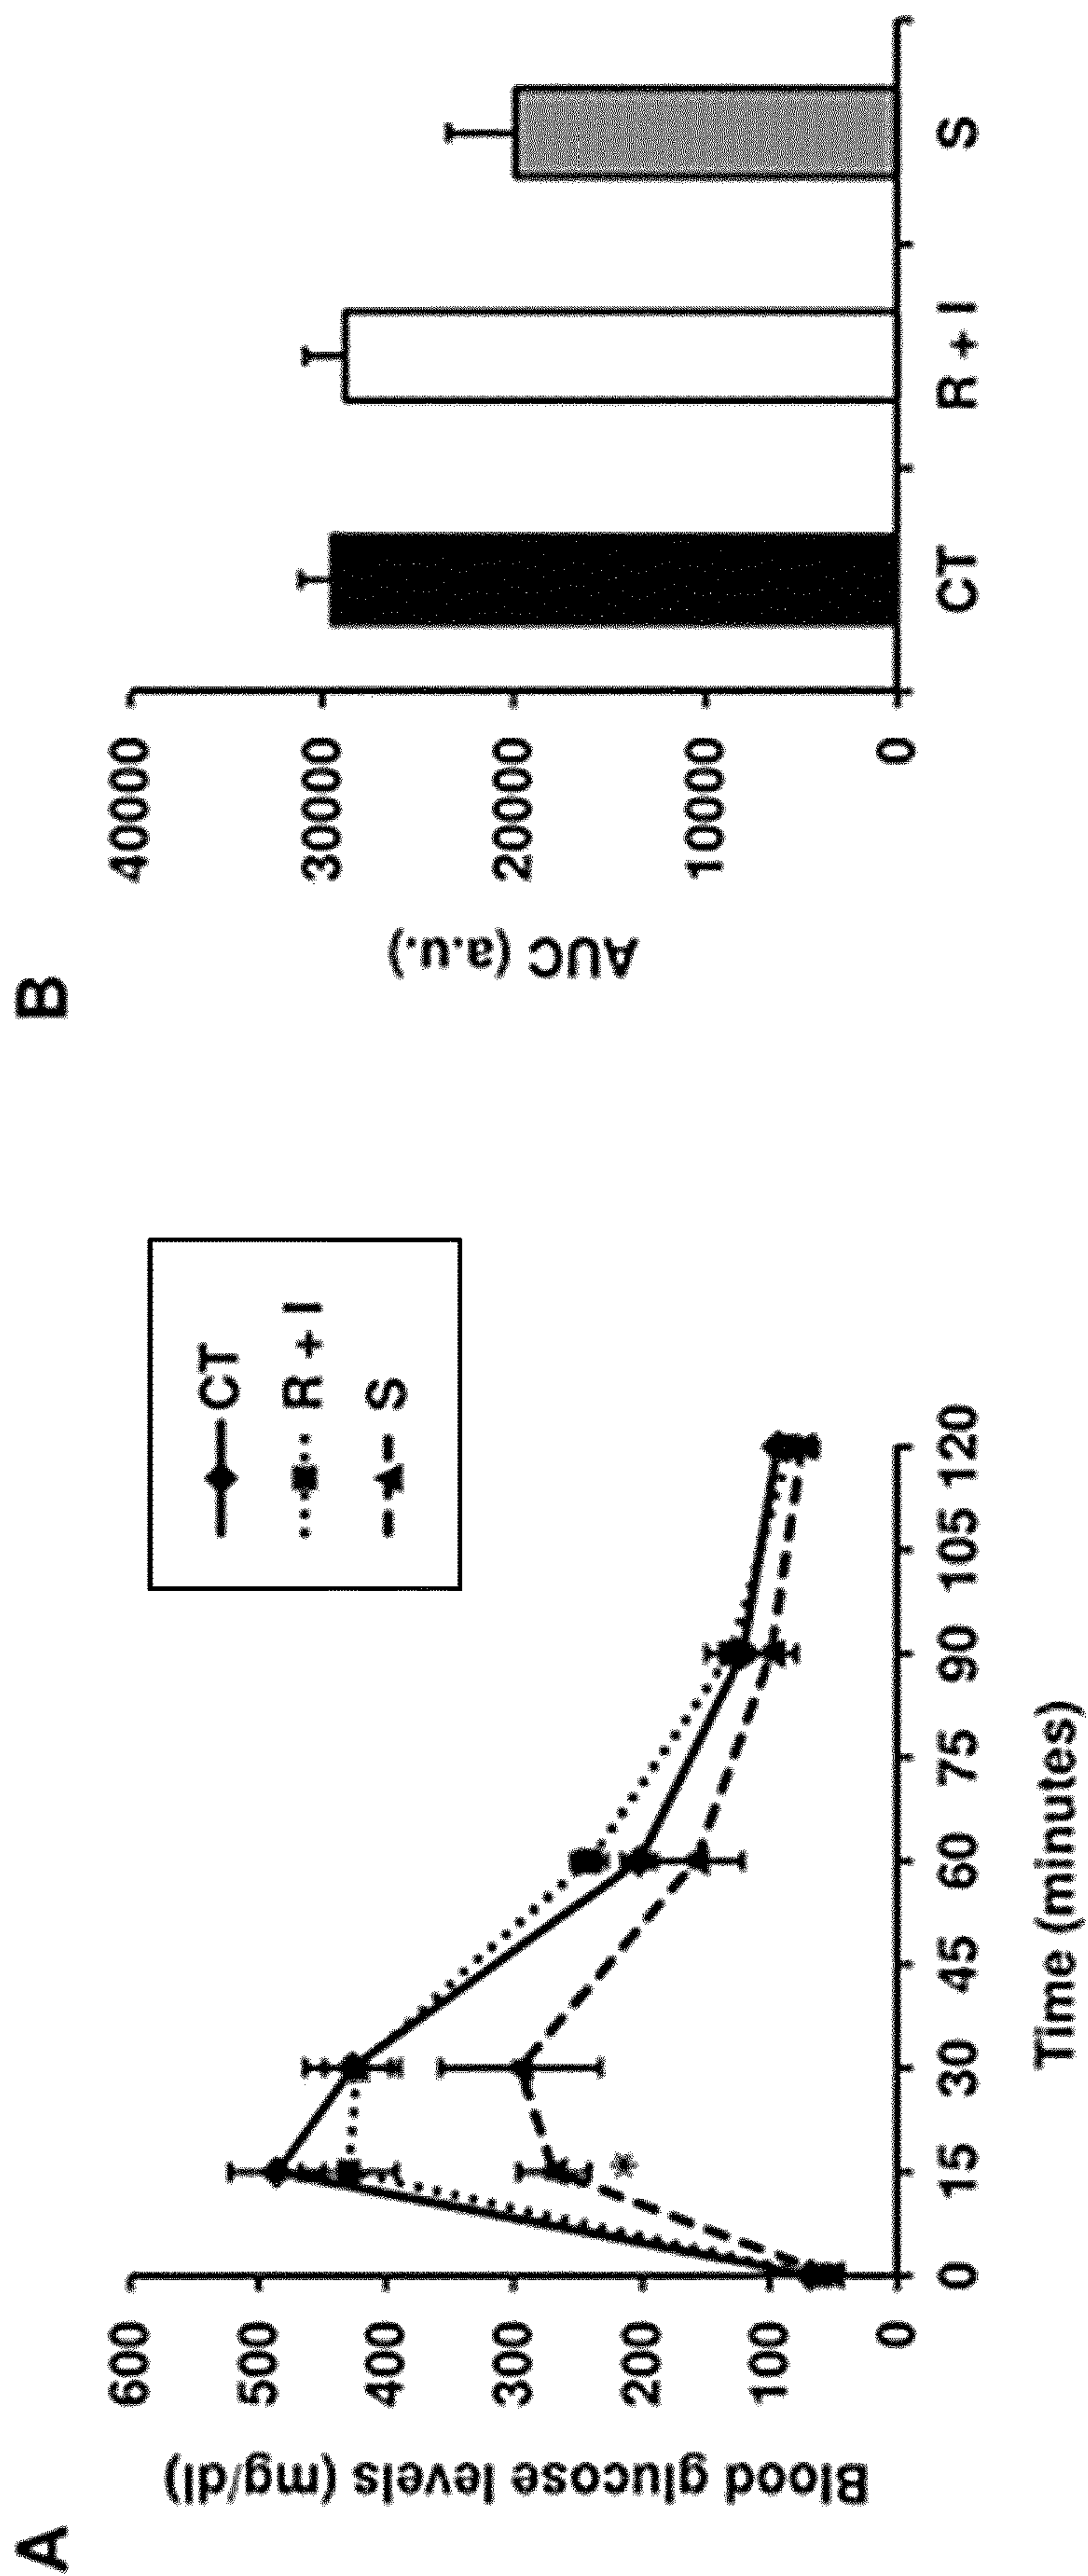 A
Blood glucose levels (mg/dl)
600
500
400
300
200
100
0
0 15 30 45 60 75 90 105 120
Time (minutes)
CT
R + I
S
*
B
AUC (a.u.)
40000
30000
20000
10000
0
CT R + I S